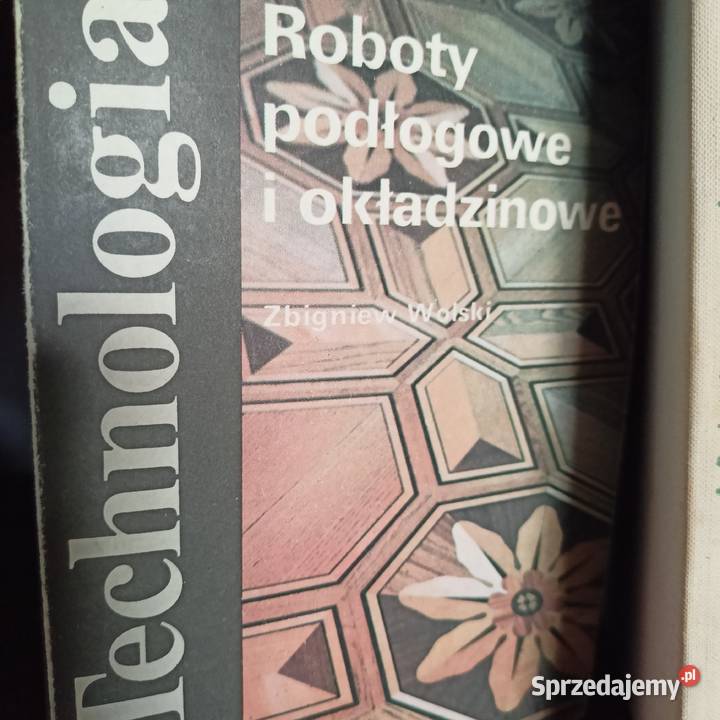 Technologia
Roboty
podłogowe
i okładzinowe
Zbigniew Wolski
Sprzedajemy.pl